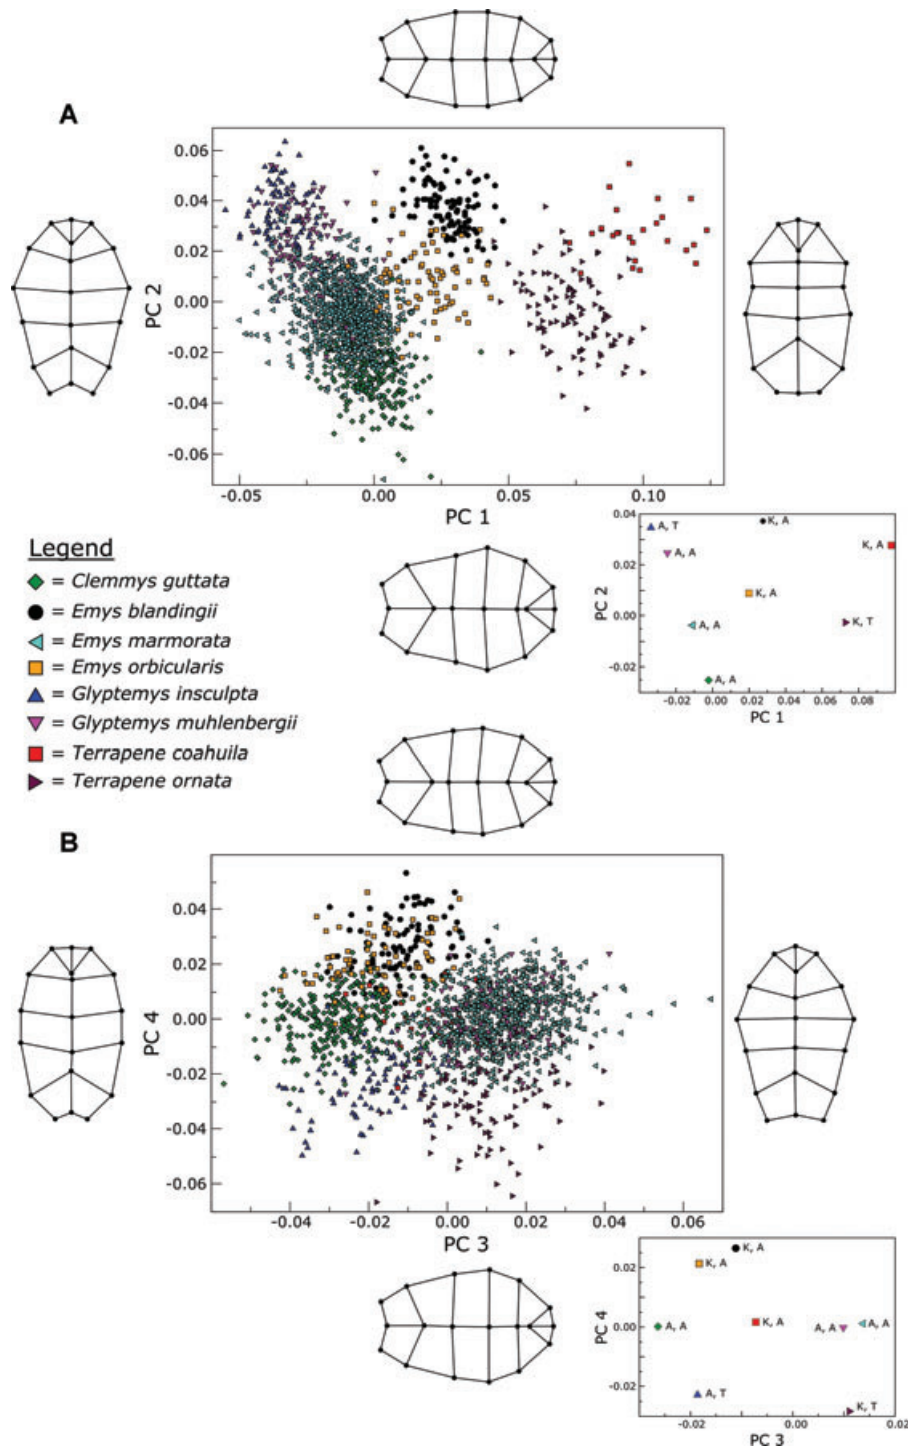 A
0.06
0.04
0.02
0.00
-0.02
-0.04
-0.06
PC 2
-0.05
0.00
0.05
0.10
PC 1
Legend
= Clemmys guttata
= Emys blandingii
= Emys marmorata
= Emys orbicularis
= Glyptemys insculpta
= Glyptemys muhlenbergii
= Terrapene coahuila
= Terrapene ornata
0.04
0.02
0.00
-0.02
PC 2
A, T
K, A
A, A
K, A
K, A
A, A
K, T
A, A
-0.02
0.00
0.02
0.04
0.06
0.08
PC 1
B
0.04
0.02
0.00
-0.02
-0.04
-0.06
PC 4
-0.04
-0.02
0.00
0.02
0.04
0.06
PC 3
0.02
0.00
-0.02
PC 4
K, A
K, A
A, A
K, A
A, A
A, A
A, T
K, T
-0.02
0.00
0.02
PC 3